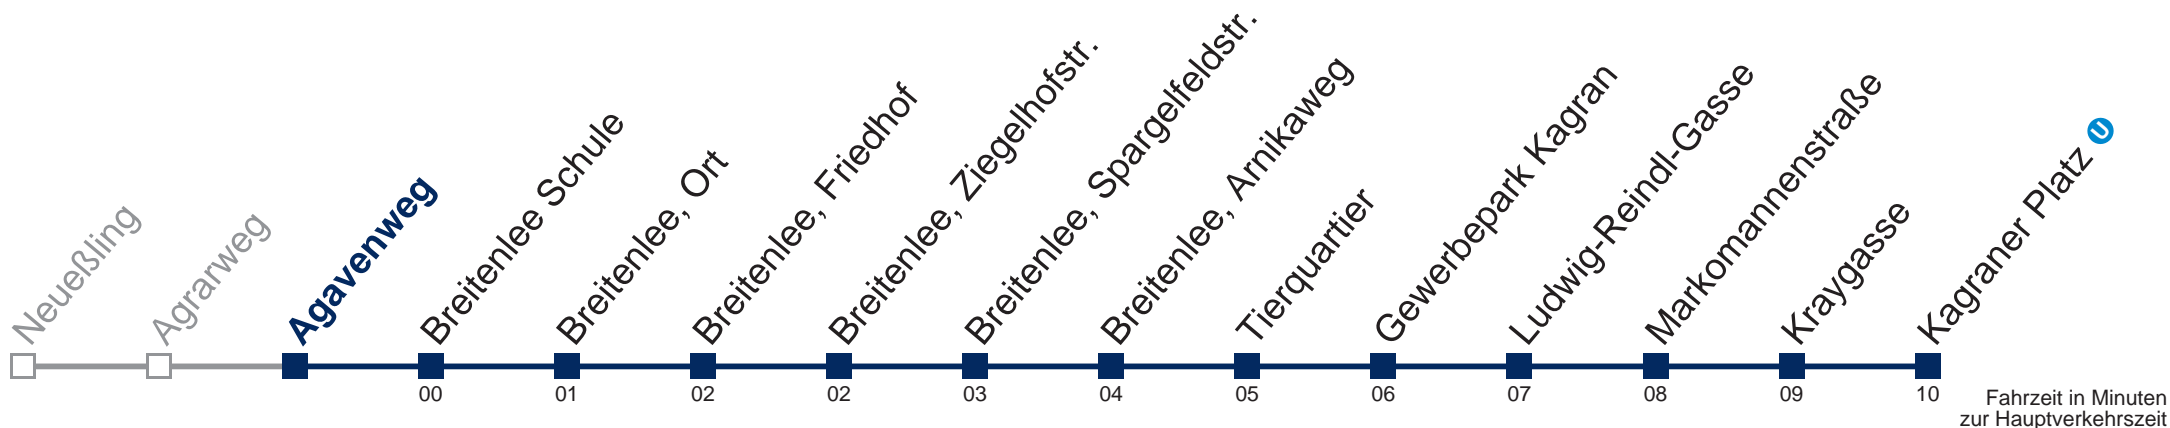 Neueßling
Agrarweg
Agavenweg
Breitenlee Schule
Breitenlee, Ort
Breitenlee, Friedhof
Breitenlee, Ziegelhofstr.
Breitenlee, Spargelfeldstr.
Breitenlee, Arnikaweg
Tierquartier
Gewerbepark Kagran
Ludwig-Reindl-Gasse
Markomannenstraße
Kraygasse
Kagraner Platz U
00 01 02 02 03 04 05 06 07 08 09 10
Fahrzeit in Minuten
zur Hauptverkehrszeit